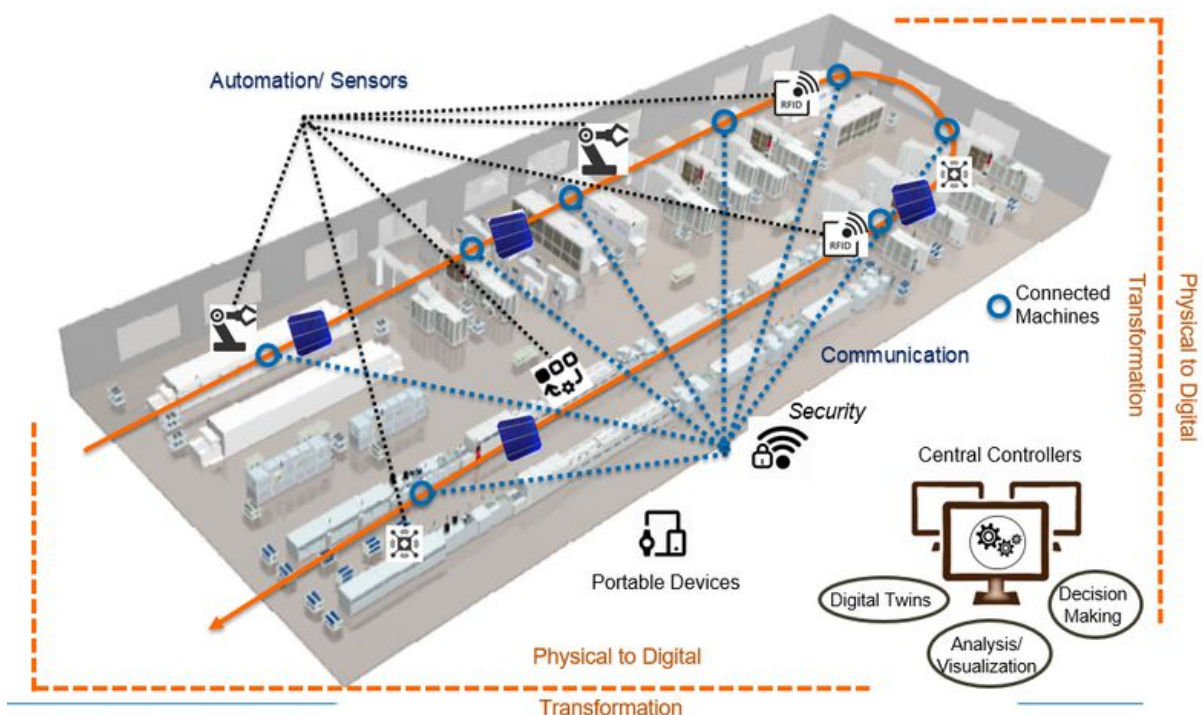 Automation/ Sensors
RFID
RFID
Connected
Machines
Communication
Security
Physical to Digital
Transformation
Central Controllers
Portable Devices
Digital Twins
Decision
Making
Analysis/
Visualization
Physical to Digital
Transformation